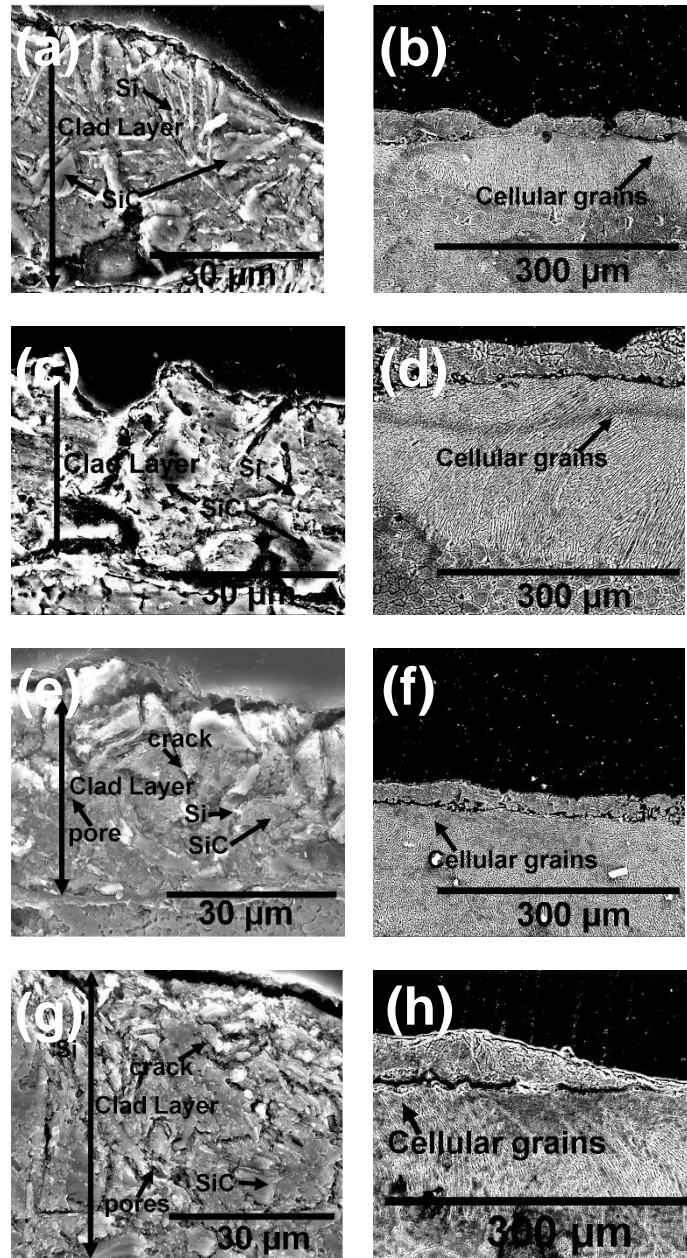 (a)
Si
Clad Layer
SiC
30 µm
(b)
Cellular grains
300 µm
(c)
Clad Layer
Si
SiC
30 µm
(d)
Cellular grains
300 µm
(e)
crack
Clad Layer
Si
pore
SiC
30 µm
(f)
Cellular grains
300 µm
(g)
Si
crack
Clad Layer
SiC
pores
30 µm
(h)
Cellular grains
300 µm